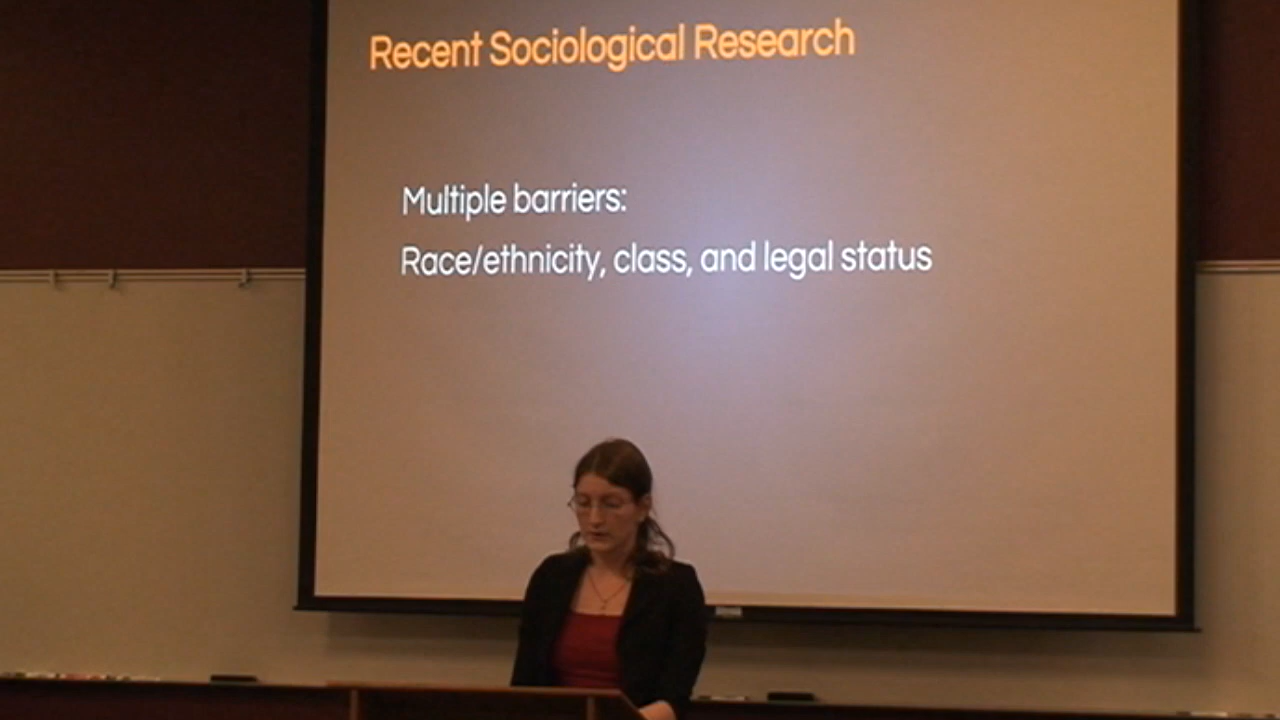 Recent Sociological Research
Multiple barriers:
Race/ethnicity, class, and legal status